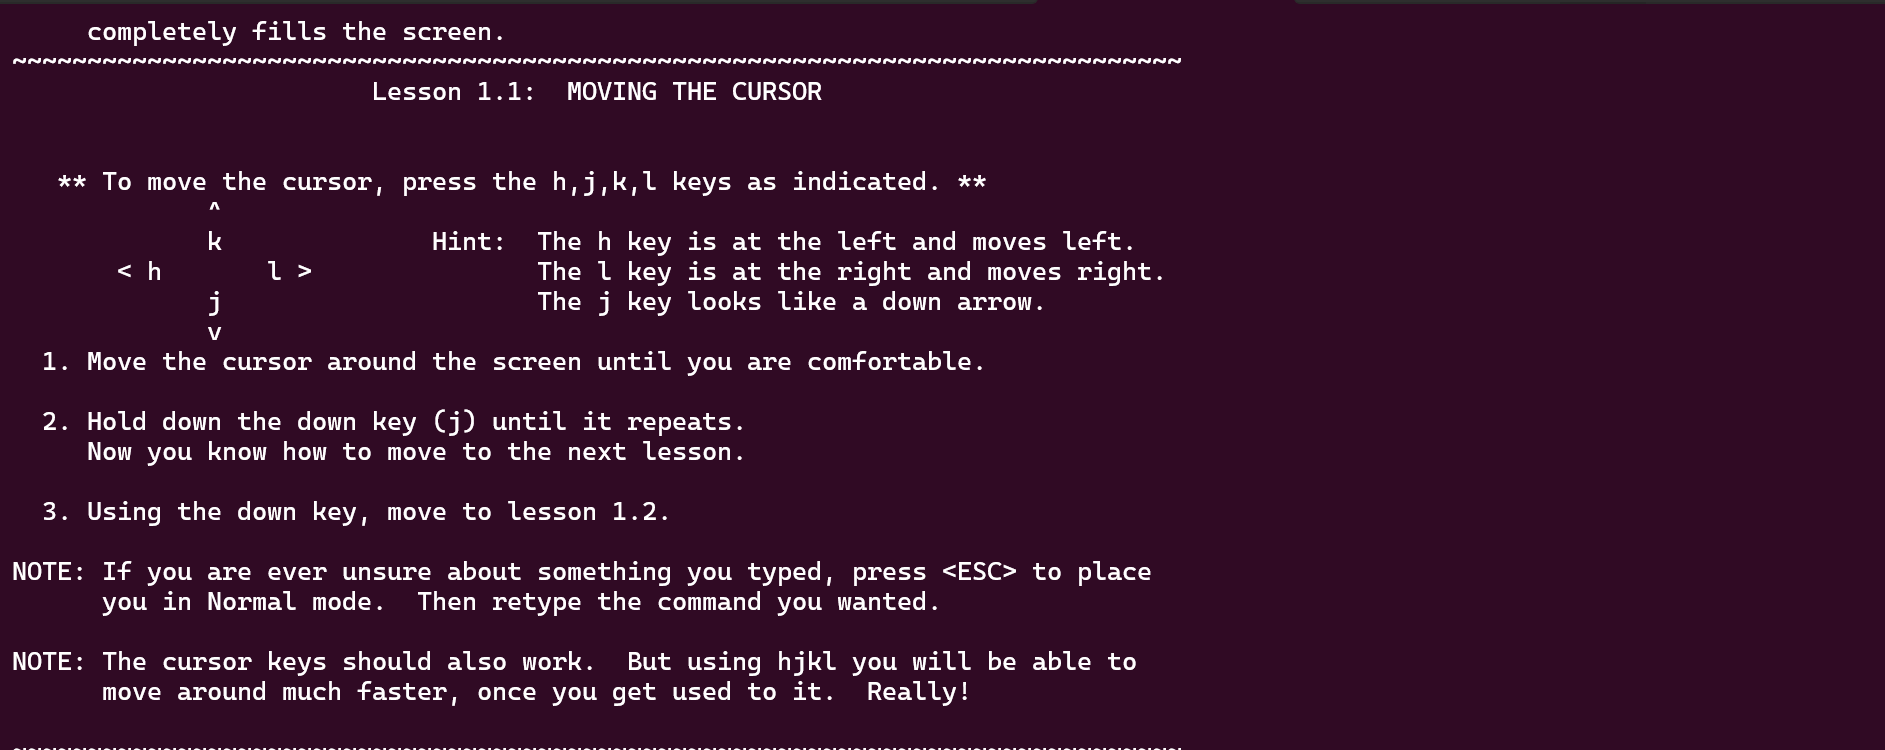 completely fills the screen.
~~~~~~~~~~~~~~~~~~~~~~~~~~~~~~~~~~~~~~~~~~~~~~~~~~~~~~~~~~~~~~~~~~~~~~~~~~~~~~
                        Lesson 1.1:  MOVING THE CURSOR
   ** To move the cursor, press the h,j,k,l keys as indicated. **
             ^
             k              Hint:  The h key is at the left and moves left.
       < h       l >               The l key is at the right and moves right.
             j                     The j key looks like a down arrow.
             v
  1. Move the cursor around the screen until you are comfortable.
  2. Hold down the down key (j) until it repeats.
     Now you know how to move to the next lesson.
  3. Using the down key, move to lesson 1.2.
NOTE: If you are ever unsure about something you typed, press <ESC> to place
      you in Normal mode.  Then retype the command you wanted.
NOTE: The cursor keys should also work.  But using hjkl you will be able to
      move around much faster, once you get used to it.  Really!
~~~~~~~~~~~~~~~~~~~~~~~~~~~~~~~~~~~~~~~~~~~~~~~~~~~~~~~~~~~~~~~~~~~~~~~~~~~~~~